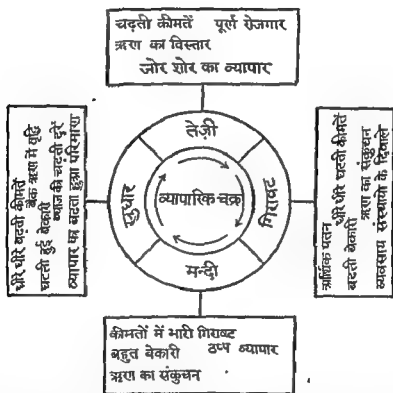 चढ़ती कीमतें पूर्ण रोजगार
ऋण का विस्तार
जोर शोर का व्यापार
तेज़ी
धीरे धीरे बढ़ती कीमतें
बैंक ऋण में वृद्धि
घटती हुई बेकारी
ब्याज की चढ़ती दरें
व्यापार का बढ़ता हुआ परिमाण
सुधार
व्यापारिक चक्र
गिरावट
आर्थिक पतन
धीरे धीरे घटती कीमतें
बढ़ती बेकारी
ऋण का संकुचन
व्यवसाय संस्थाओं के दिवाले
मन्दी
कीमतों में भारी गिरावट
बहुत बेकारी ठप्प व्यापार
ऋण का संकुचन